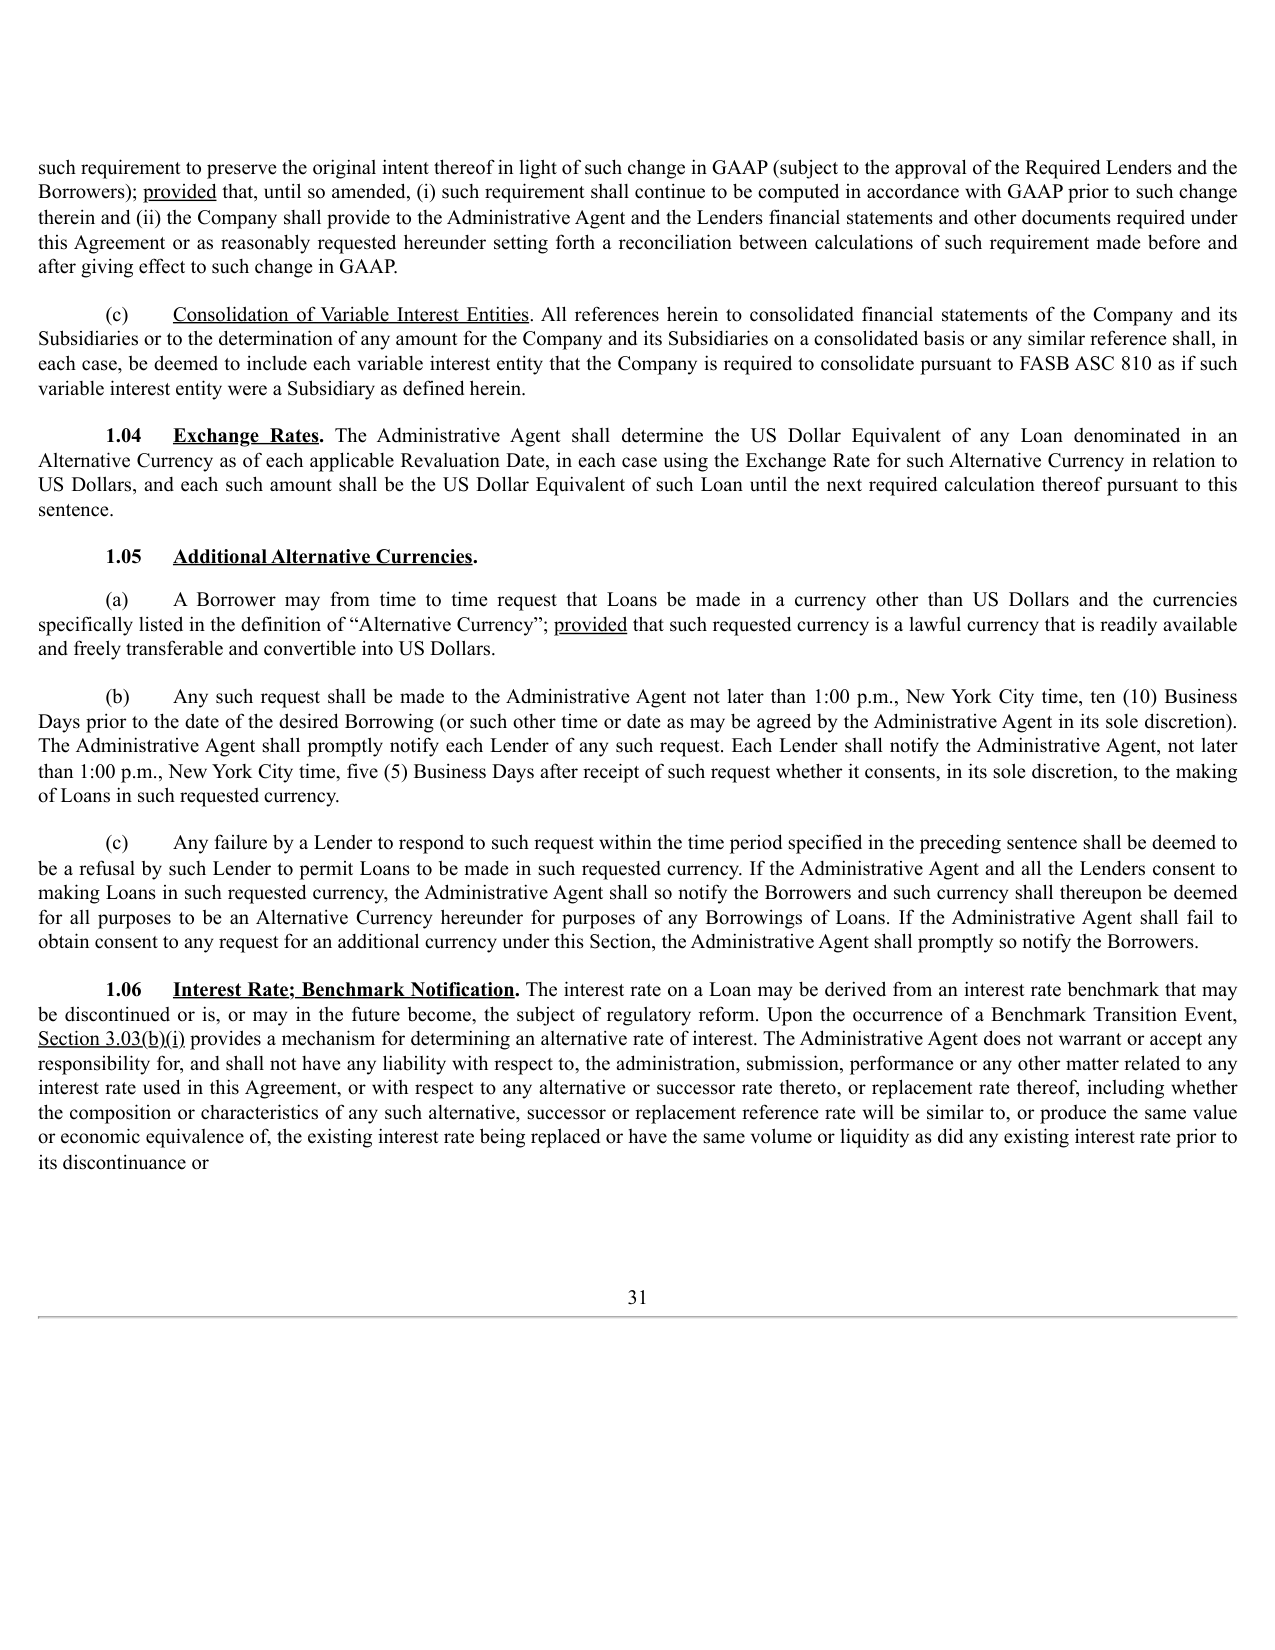 such requirement to preserve the original intent thereof in light of such change in GAAP (subject to the approval of the Required Lenders and the
Borrowers); provided that, until so amended, (i) such requirement shall continue to be computed in accordance with GAAP prior to such change
therein and (ii) the Company shall provide to the Administrative Agent and the Lenders financial statements and other documents required under
this Agreement or as reasonably requested hereunder setting forth a reconciliation between calculations of such requirement made before and
after giving effect to such change in GAAP.
(c) Consolidation of Variable Interest Entities. All references herein to consolidated financial statements of the Company and its
Subsidiaries or to the determination of any amount for the Company and its Subsidiaries on a consolidated basis or any similar reference shall, in
each case, be deemed to include each variable interest entity that the Company is required to consolidate pursuant to FASB ASC 810 as if such
variable interest entity were a Subsidiary as defined herein.
1.04 Exchange Rates. The Administrative Agent shall determine the US Dollar Equivalent of any Loan denominated in an
Alternative Currency as of each applicable Revaluation Date, in each case using the Exchange Rate for such Alternative Currency in relation to
US Dollars, and each such amount shall be the US Dollar Equivalent of such Loan until the next required calculation thereof pursuant to this
sentence.
1.05 Additional Alternative Currencies.
(a) A Borrower may from time to time request that Loans be made in a currency other than US Dollars and the currencies
specifically listed in the definition of “Alternative Currency”; provided that such requested currency is a lawful currency that is readily available
and freely transferable and convertible into US Dollars.
(b) Any such request shall be made to the Administrative Agent not later than 1:00 p.m., New York City time, ten (10) Business
Days prior to the date of the desired Borrowing (or such other time or date as may be agreed by the Administrative Agent in its sole discretion).
The Administrative Agent shall promptly notify each Lender of any such request. Each Lender shall notify the Administrative Agent, not later
than 1:00 p.m., New York City time, five (5) Business Days after receipt of such request whether it consents, in its sole discretion, to the making
of Loans in such requested currency.
(c) Any failure by a Lender to respond to such request within the time period specified in the preceding sentence shall be deemed to
be a refusal by such Lender to permit Loans to be made in such requested currency. If the Administrative Agent and all the Lenders consent to
making Loans in such requested currency, the Administrative Agent shall so notify the Borrowers and such currency shall thereupon be deemed
for all purposes to be an Alternative Currency hereunder for purposes of any Borrowings of Loans. If the Administrative Agent shall fail to
obtain consent to any request for an additional currency under this Section, the Administrative Agent shall promptly so notify the Borrowers.
1.06 Interest Rate; Benchmark Notification. The interest rate on a Loan may be derived from an interest rate benchmark that may
be discontinued or is, or may in the future become, the subject of regulatory reform. Upon the occurrence of a Benchmark Transition Event,
Section 3.03(b)(i) provides a mechanism for determining an alternative rate of interest. The Administrative Agent does not warrant or accept any
responsibility for, and shall not have any liability with respect to, the administration, submission, performance or any other matter related to any
interest rate used in this Agreement, or with respect to any alternative or successor rate thereto, or replacement rate thereof, including whether
the composition or characteristics of any such alternative, successor or replacement reference rate will be similar to, or produce the same value
or economic equivalence of, the existing interest rate being replaced or have the same volume or liquidity as did any existing interest rate prior to
its discontinuance or
31